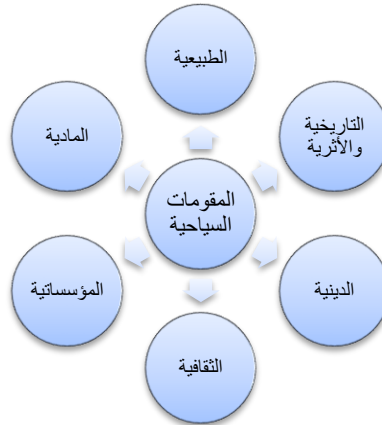 الطبيعية
التاريخية
والأثرية
المادية
المقومات
السياحية
الدينية
المؤسساتية
الثقافية